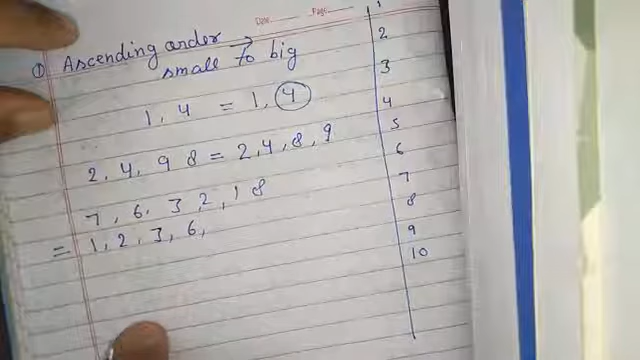 Date: Page:
① Ascending order →
small to big
1, 4 = 1, 4
2, 4, 9 8 = 2, 4, 8, 9
7, 6, 3, 2, 1 8
= 1, 2, 3, 6,
1
2
3
4
5
6
7
8
9
10